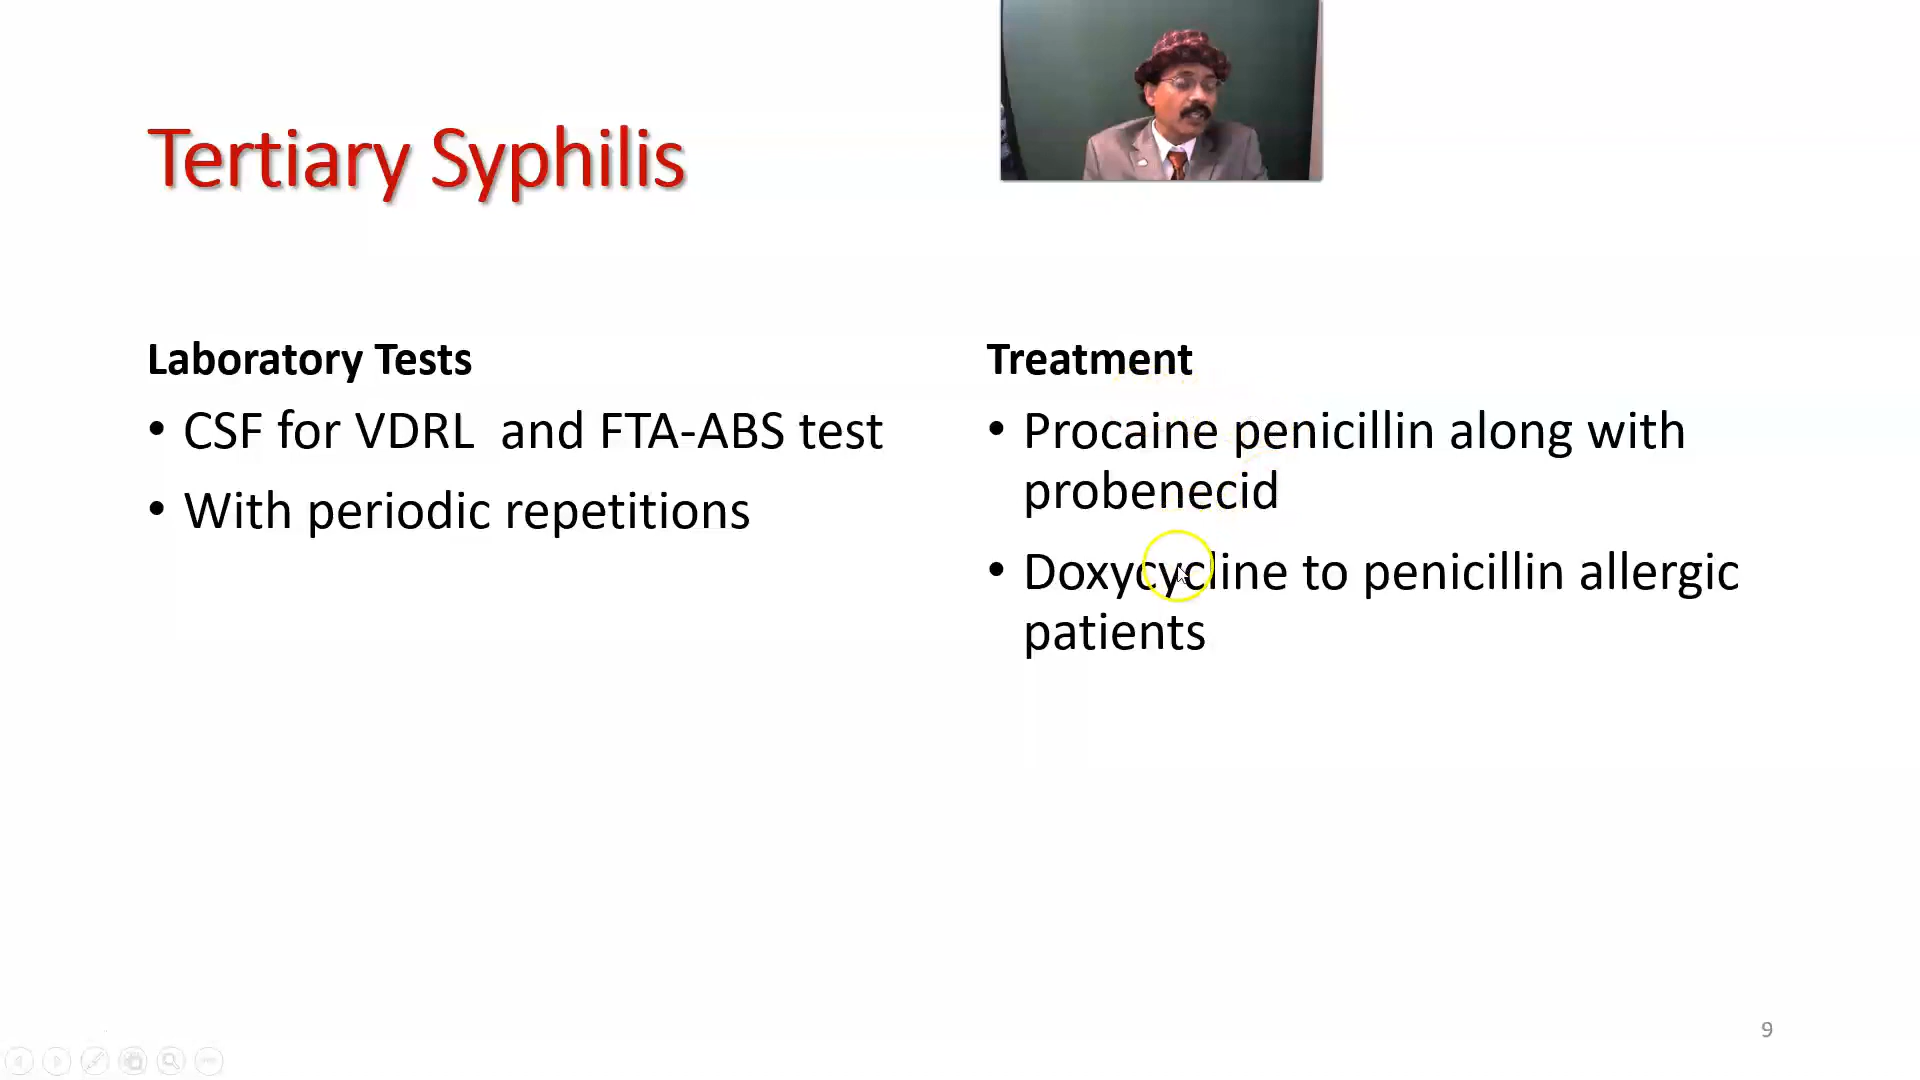 Tertiary Syphilis
Laboratory Tests
• CSF for VDRL and FTA-ABS test
• With periodic repetitions
Treatment
• Procaine penicillin along with
probenecid
• Doxycycline to penicillin allergic
patients
9